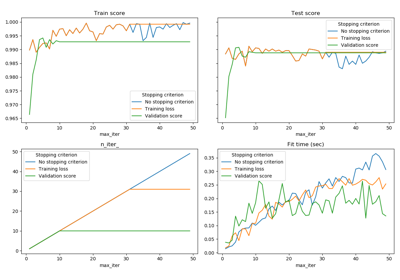 Train score
Test score
1.000
0.995
0.990
0.985
0.980
0.975
0.970
0.965
Stopping criterion
No stopping criterion
Training loss
Validation score
Stopping criterion
No stopping criterion
Training loss
Validation score
0 10 20 30 40 50
max_iter
0 10 20 30 40 50
max_iter
n_iter_
Fit time (sec)
50
40
30
20
10
0
Stopping criterion
No stopping criterion
Training loss
Validation score
0.35
0.30
0.25
0.20
0.15
0.10
0.05
0.00
Stopping criterion
No stopping criterion
Training loss
Validation score
0 10 20 30 40 50
max_iter
0 10 20 30 40 50
max_iter